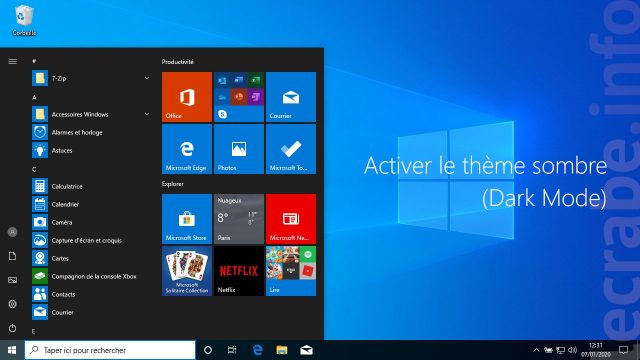 Corbeille
#
7-Zip
A
Accessoires Windows
Alarmes et horloge
Astuces
C
Calculatrice
Calendrier
Caméra
Capture d'écran et croquis
Cartes
Compagnon de la console Xbox
Contacts
Courrier
E
Productivité
Office
Courrier
Microsoft Edge
Photos
Microsoft To...
Explorer
Microsoft Store
Nuageux
8°
11°
8°
Paris
Microsoft Ne...
Microsoft
Solitaire Collection
NETFLIX
Netflix
Lire
Activer le thème sombre
(Dark Mode)
ecrabe.info
Taper ici pour rechercher
12:31
07/01/2020